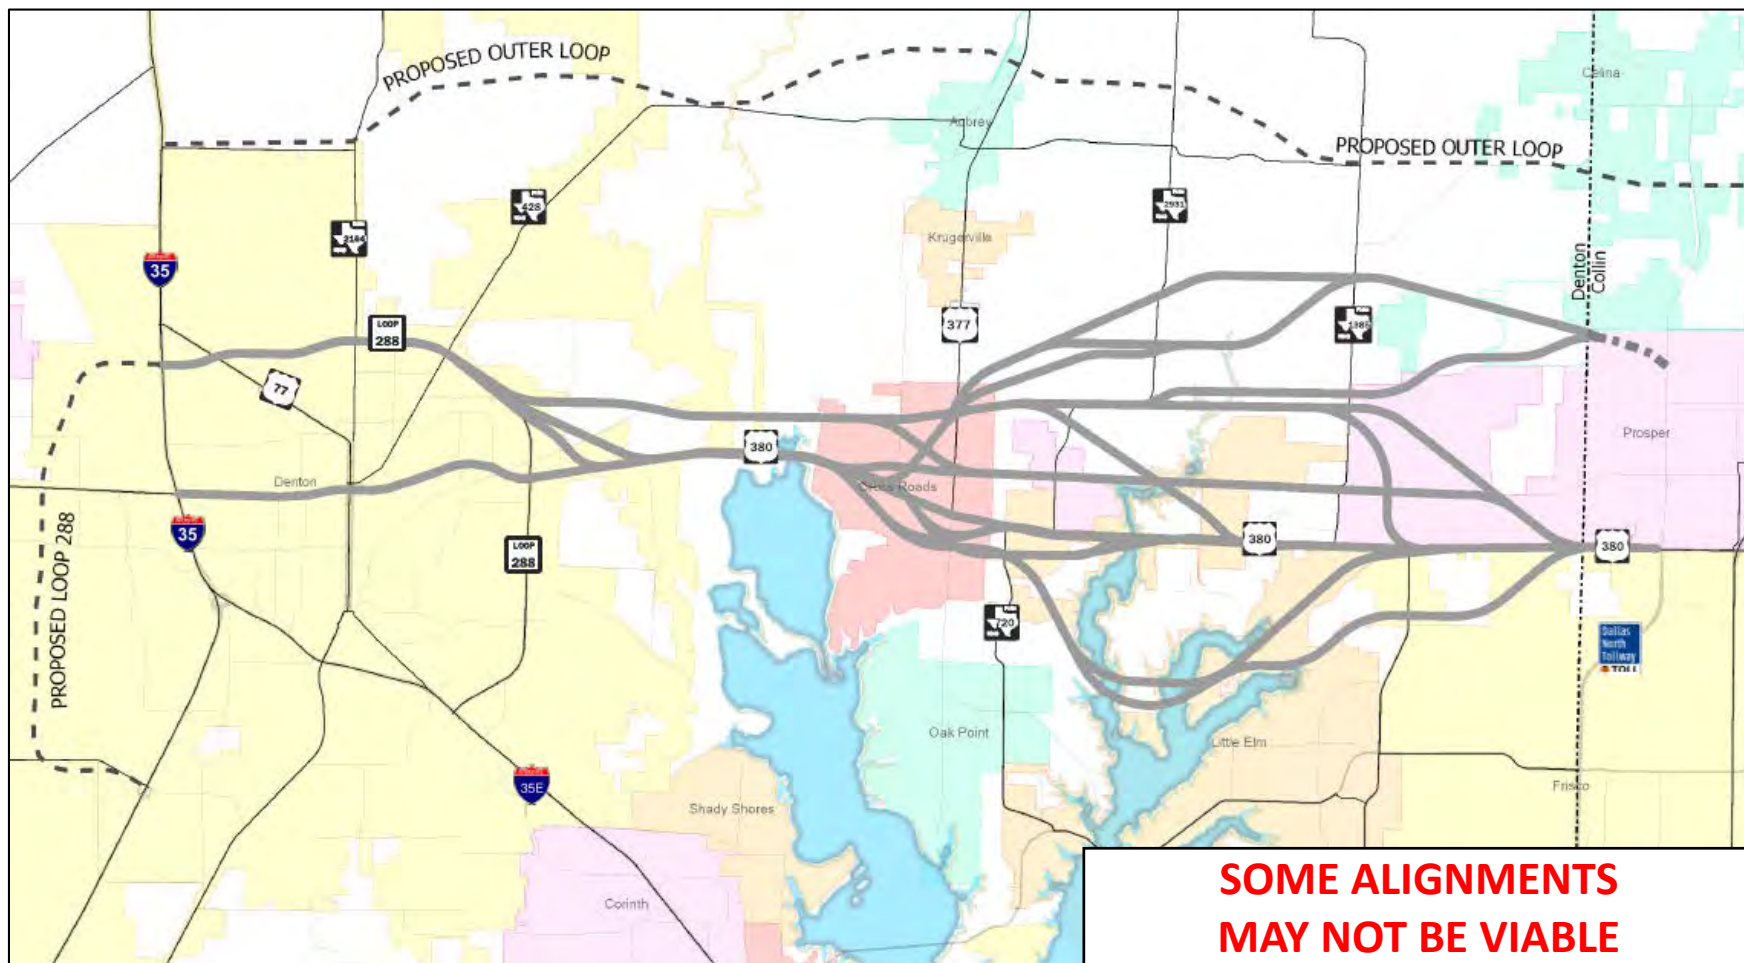 PROPOSED OUTER LOOP
Celina
Aubrey
PROPOSED OUTER LOOP
428
2931
2164
Krugerville
35
Denton
Collin
LOOP
288
377
1385
77
Prosper
380
Denton
Cross Roads
35
LOOP
288
380
380
PROPOSED LOOP 288
720
Dallas
North
Tollway
TOLL
Oak Point
Little Elm
35E
Frisco
Shady Shores
Corinth
SOME ALIGNMENTS
MAY NOT BE VIABLE